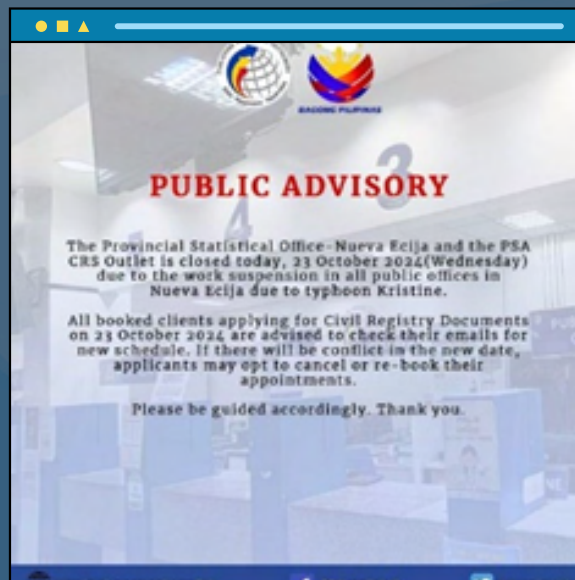 BAGONG PILIPINAS
3
4
PUBLIC ADVISORY
The Provincial Statistical Office-Nueva Ecija and the PSA
CRS Outlet is closed today, 23 October 2024(Wednesday)
due to the work suspension in all public offices in
Nueva Ecija due to typhoon Kristine.
All booked clients applying for Civil Registry Documents
on 23 October 2024 are advised to check their emails for
new schedule. If there will be conflict in the new date,
applicants may opt to cancel or re-book their
appointments.
Please be guided accordingly. Thank you.